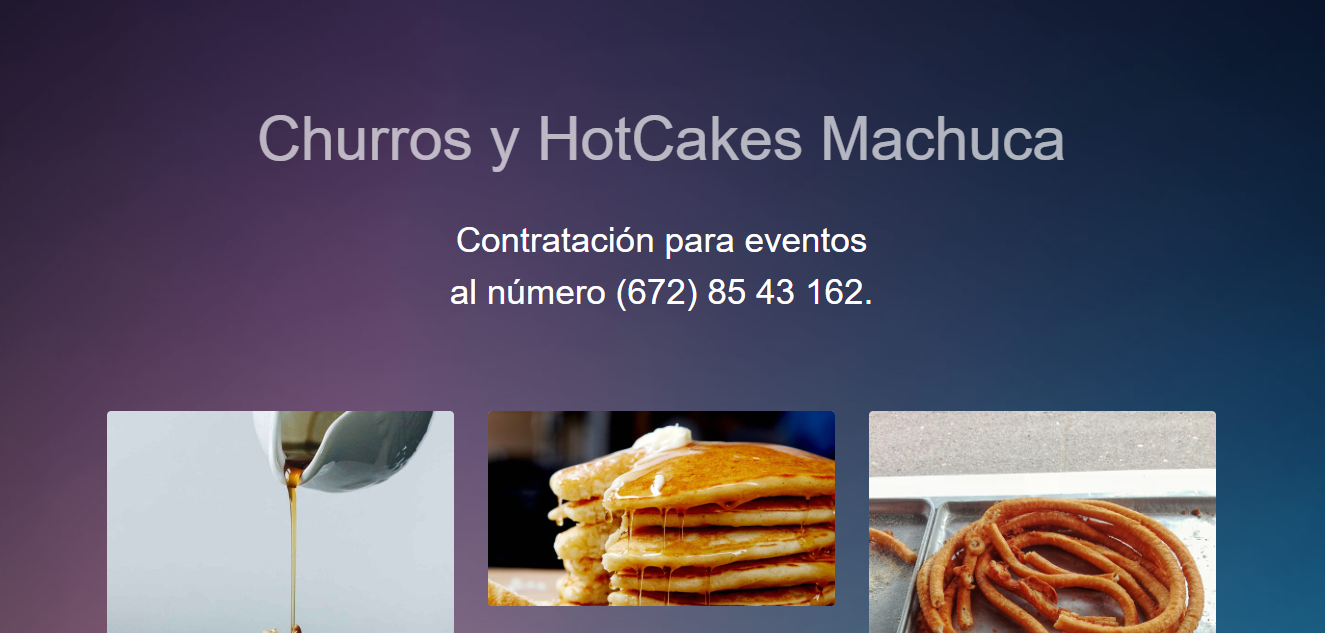 Churros y HotCakes Machuca
Contratación para eventos
al número (672) 85 43 162.